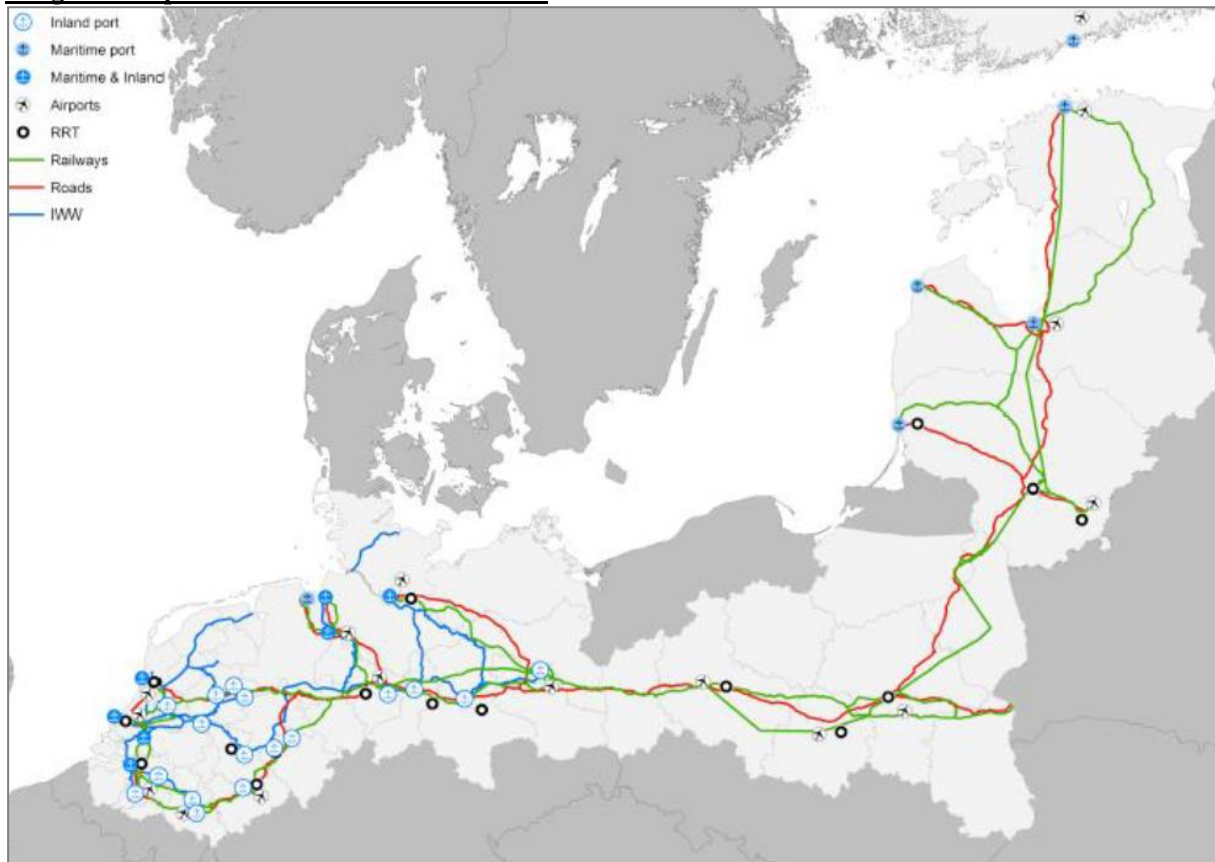 Inland port
Maritime port
Maritime & Inland
Airports
RRT
Railways
Roads
IWW